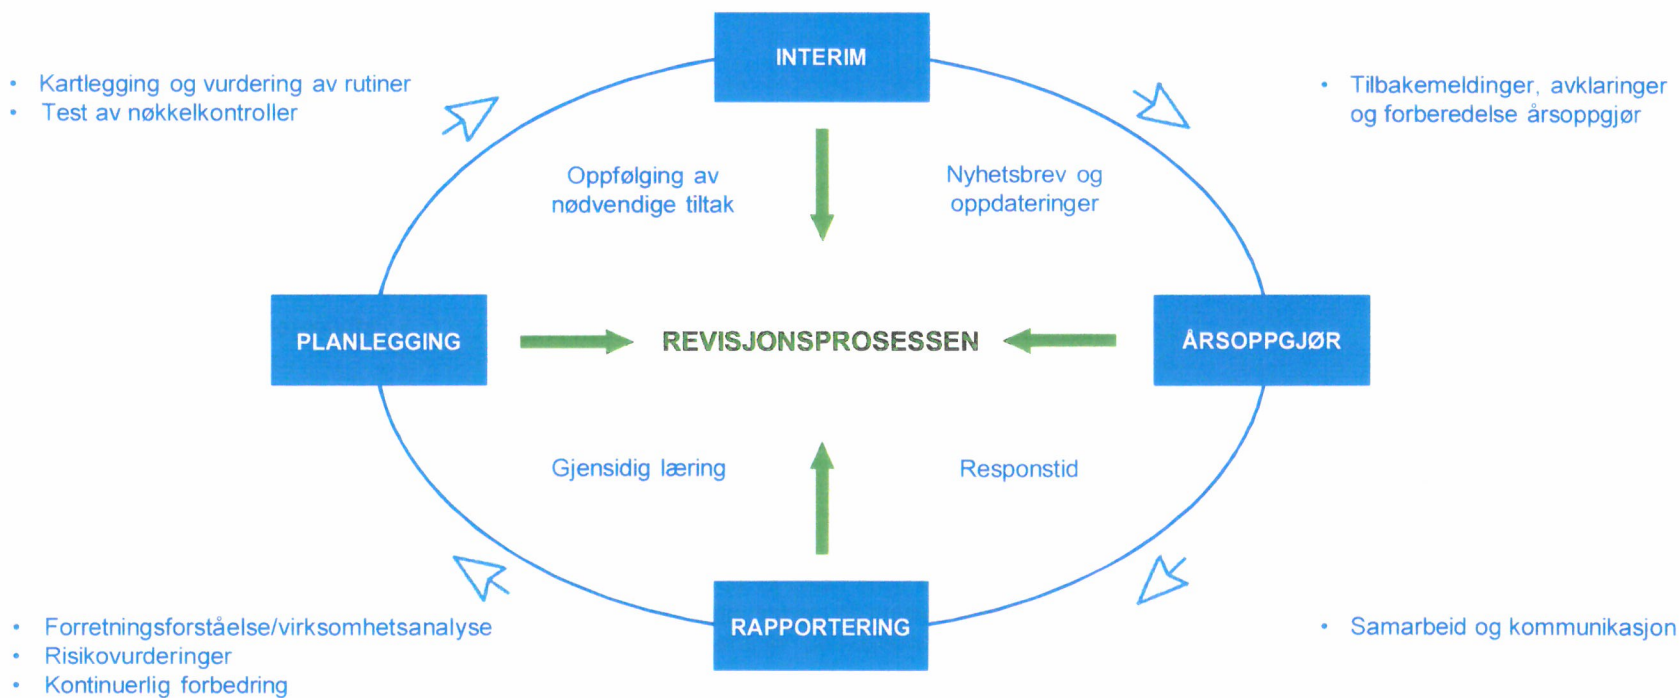 INTERIM
• Kartlegging og vurdering av rutiner
• Test av nøkkelkontroller
• Tilbakemeldinger, avklaringer
og forberedelse årsoppgjør
Oppfølging av
nødvendige tiltak
Nyhetsbrev og
oppdateringer
PLANLEGGING
REVISJONSPROSESSEN
ÅRSOPPGJØR
Gjensidig læring
Responstid
RAPPORTERING
• Forretningsforståelse/virksomhetsanalyse
• Risikovurderinger
• Kontinuerlig forbedring
• Samarbeid og kommunikasjon